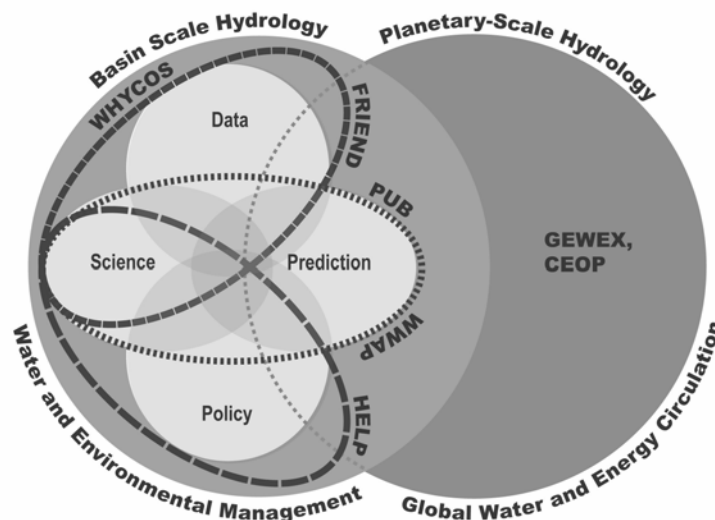 Basin Scale Hydrology
Planetary-Scale Hydrology
WHYCOS
FRIEND
Data
PUB
Science
Prediction
GEWEX,
CEOP
WWAP
Policy
HELP
Water and Environmental Management
Global Water and Energy Circulation